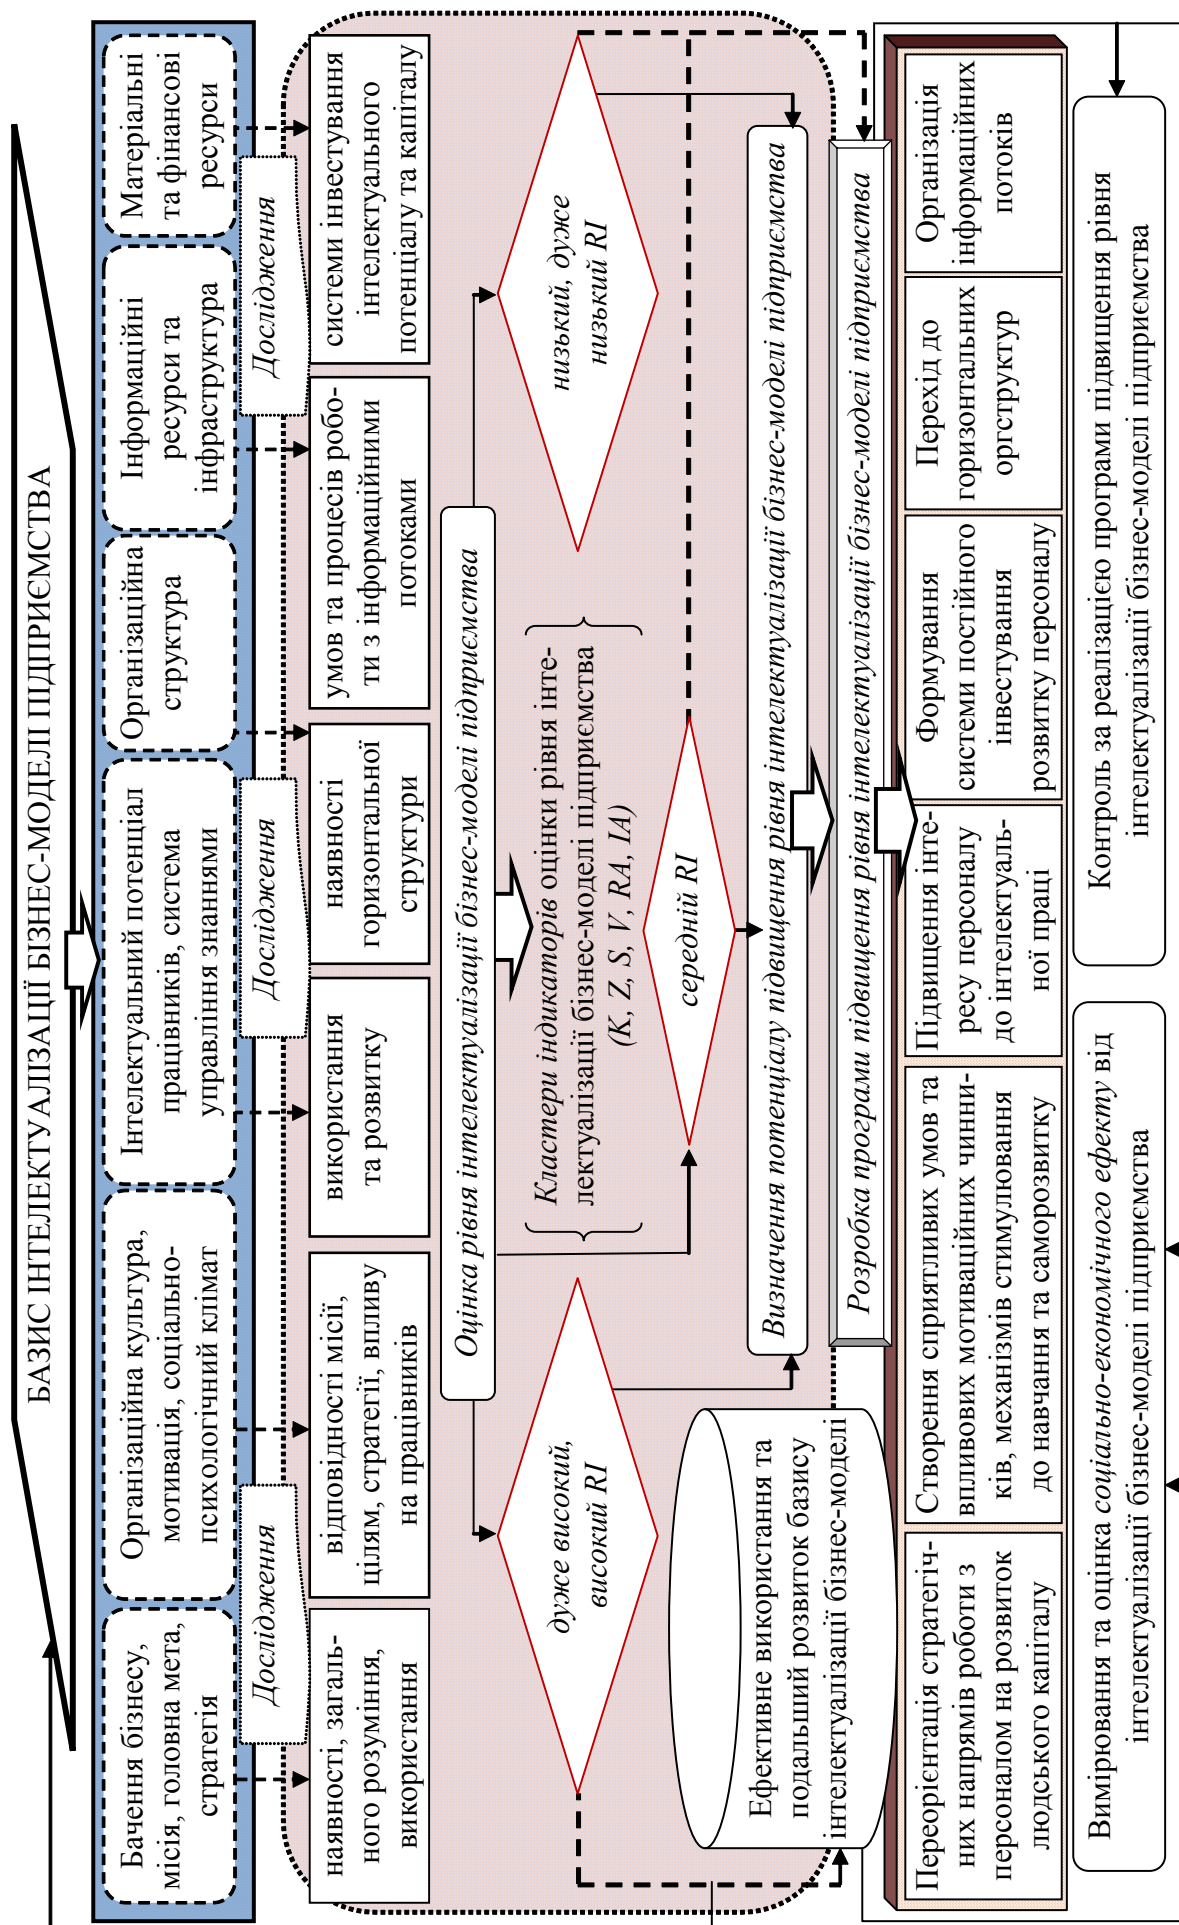 БАЗИС ІНТЕЛЕКТУАЛІЗАЦІЇ БІЗНЕС-МОДЕЛІ ПІДПРИЄМСТВА
Бачення бізнесу,
місія, головна мета,
стратегія
Організаційна культура,
мотивація, соціально-
психологічний клімат
Інтелектуальний потенціал
працівників, система
управління знаннями
Організаційна
структура
Інформаційні
ресурси та
інфраструктура
Матеріальні
та фінансові
ресурси
Дослідження
Дослідження
Дослідження
наявності, загаль-
ного розуміння,
використання
відповідності місії,
цілям, стратегії, впливу
на працівників
використання
та розвитку
наявності
горизонтальної
структури
умов та процесів робо-
ти з інформаційними
потоками
системи інвестування
інтелектуального
потенціалу та капіталу
Оцінка рівня інтелектуалізації бізнес-моделі підприємства
дуже високий,
високий RI
Кластери індикаторів оцінки рівня інте-
лектуалізації бізнес-моделі підприємства
(K, Z, S, V, RA, IA)
низький, дуже
низький RI
середній RI
Визначення потенціалу підвищення рівня інтелектуалізації бізнес-моделі підприємства
Ефективне використання та
подальший розвиток базису
інтелектуалізації бізнес-моделі
Розробка програми підвищення рівня інтелектуалізації бізнес-моделі підприємства
Переорієнтація стратегіч-
них напрямів роботи з
персоналом на розвиток
людського капіталу
Створення сприятливих умов та
впливових мотиваційних чинни-
ків, механізмів стимулювання
до навчання та саморозвитку
Підвищення інте-
ресу персоналу
до інтелектуаль-
ної праці
Формування
системи постійного
інвестування
розвитку персоналу
Перехід до
горизонтальних
оргструктур
Організація
інформаційних
потоків
Вимірювання та оцінка соціально-економічного ефекту від
інтелектуалізації бізнес-моделі підприємства
Контроль за реалізацією програми підвищення рівня
інтелектуалізації бізнес-моделі підприємства